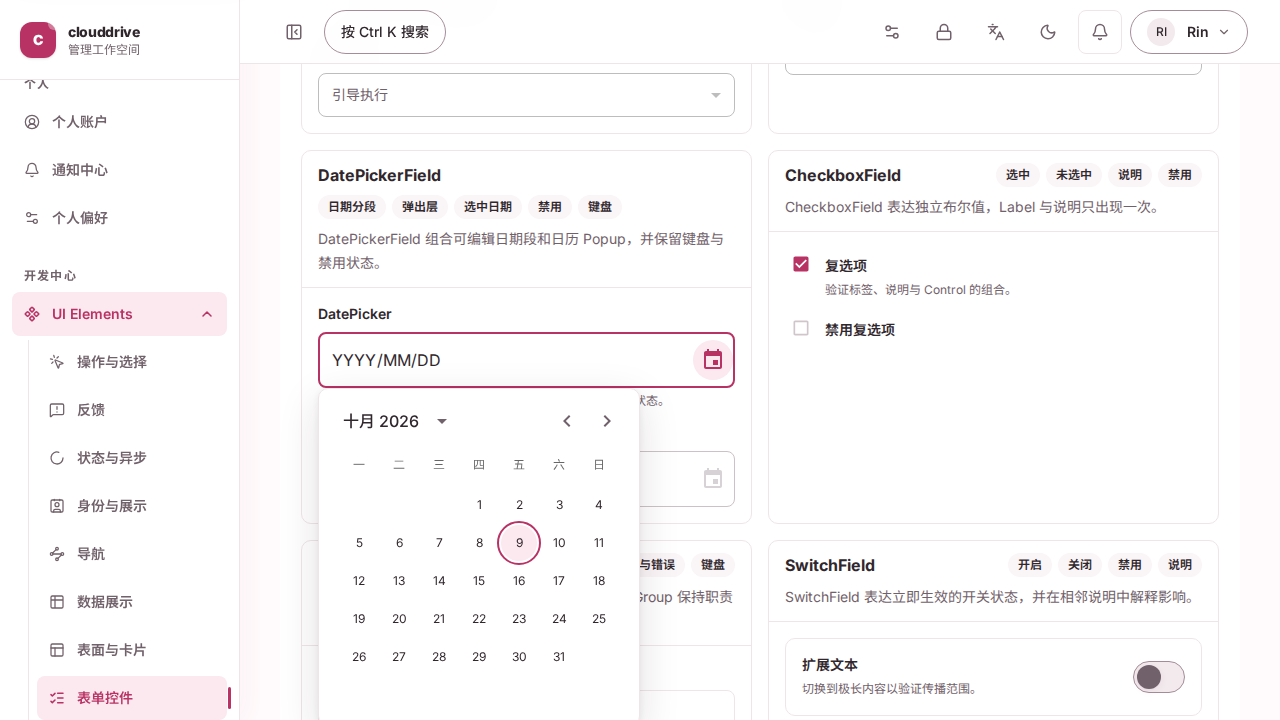 C
clouddrive
管理工作空间
个人
个人账户
通知中心
个人偏好
开发中心
UI Elements
操作与选择
反馈
状态与异步
身份与展示
导航
数据展示
表面与卡片
表单控件
按 Ctrl K 搜索
RI
Rin
引导执行
DatePickerField
日期分段
弹出层
选中日期
禁用
键盘
DatePickerField 组合可编辑日期段和日历 Popup，并保留键盘与
禁用状态。
DatePicker
YYYY/MM/DD
状态。
十月 2026
一 二 三 四 五 六 日
1 2 3 4
5 6 7 8 9 10 11
12 13 14 15 16 17 18
19 20 21 22 23 24 25
26 27 28 29 30 31
与错误
键盘
Group 保持职责
CheckboxField
选中
未选中
说明
禁用
CheckboxField 表达独立布尔值，Label 与说明只出现一次。
复选项
验证标签、说明与 Control 的组合。
禁用复选项
SwitchField
开启
关闭
禁用
说明
SwitchField 表达立即生效的开关状态，并在相邻说明中解释影响。
扩展文本
切换到极长内容以验证传播范围。